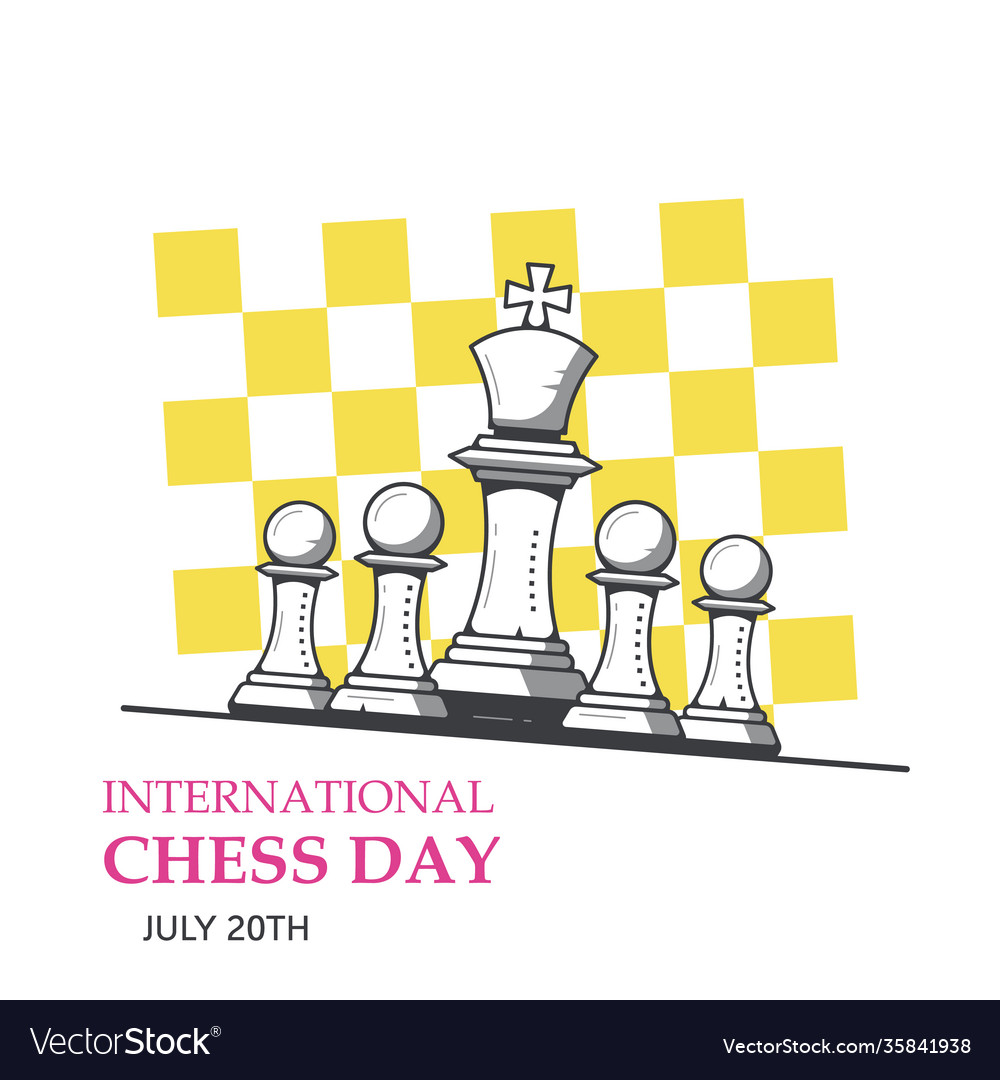 INTERNATIONAL
CHESS DAY
JULY 20TH
VectorStock®
VectorStock.com/35841938